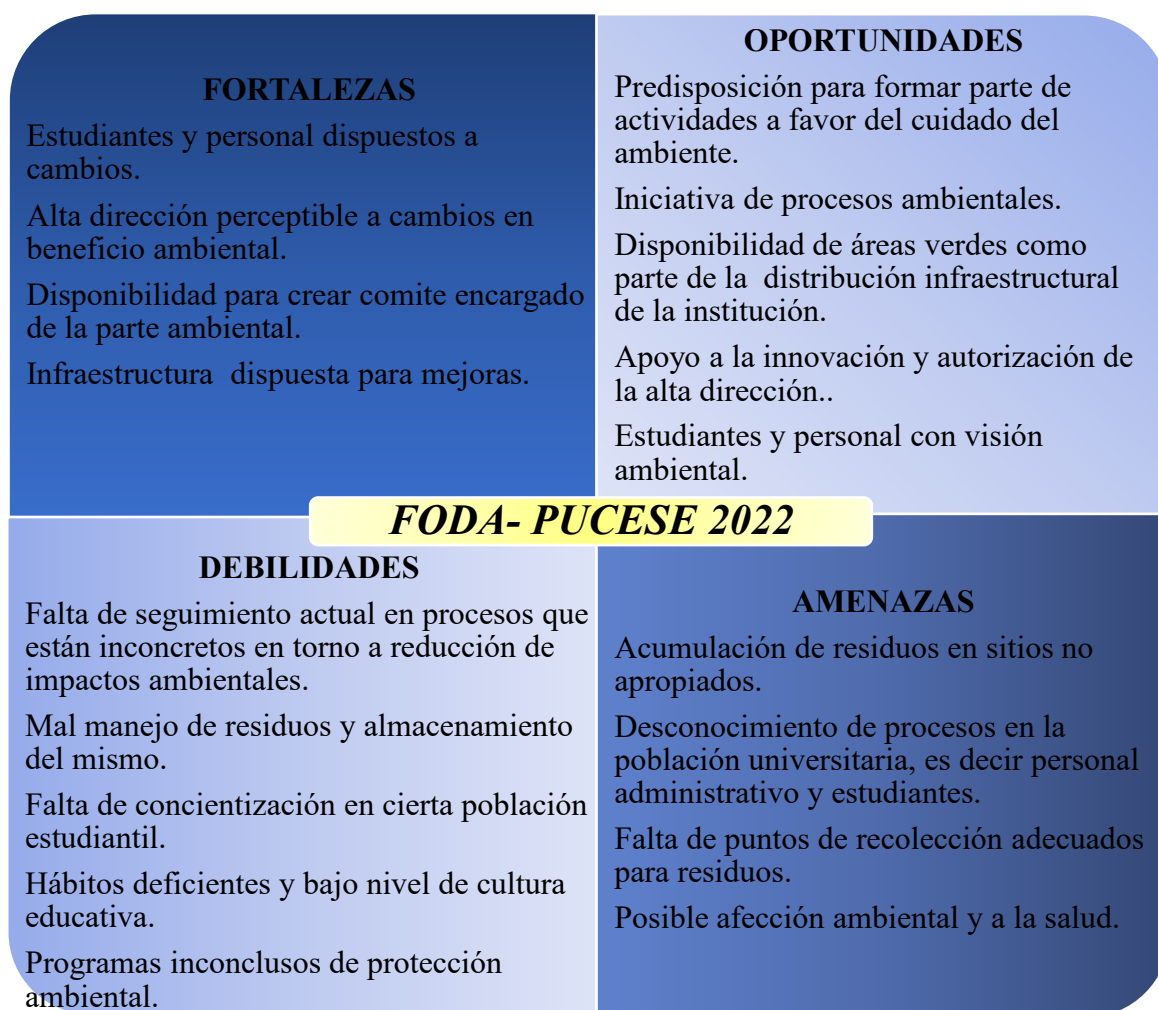 FORTALEZAS
Estudiantes y personal dispuestos a
cambios.
Alta dirección perceptible a cambios en
beneficio ambiental.
Disponibilidad para crear comite encargado
de la parte ambiental.
Infraestructura  dispuesta para mejoras.
OPORTUNIDADES
Predisposición para formar parte de
actividades a favor del cuidado del
ambiente.
Iniciativa de procesos ambientales.
Disponibilidad de áreas verdes como
parte de la  distribución infraestructural
de la institución.
Apoyo a la innovación y autorización de
la alta dirección..
Estudiantes y personal con visión
ambiental.
FODA- PUCESE 2022
DEBILIDADES
Falta de seguimiento actual en procesos que
están inconcretos en torno a reducción de
impactos ambientales.
Mal manejo de residuos y almacenamiento
del mismo.
Falta de concientización en cierta población
estudiantil.
Hábitos deficientes y bajo nivel de cultura
educativa.
Programas inconclusos de protección
ambiental.
AMENAZAS
Acumulación de residuos en sitios no
apropiados.
Desconocimiento de procesos en la
población universitaria, es decir personal
administrativo y estudiantes.
Falta de puntos de recolección adecuados
para residuos.
Posible afección ambiental y a la salud.